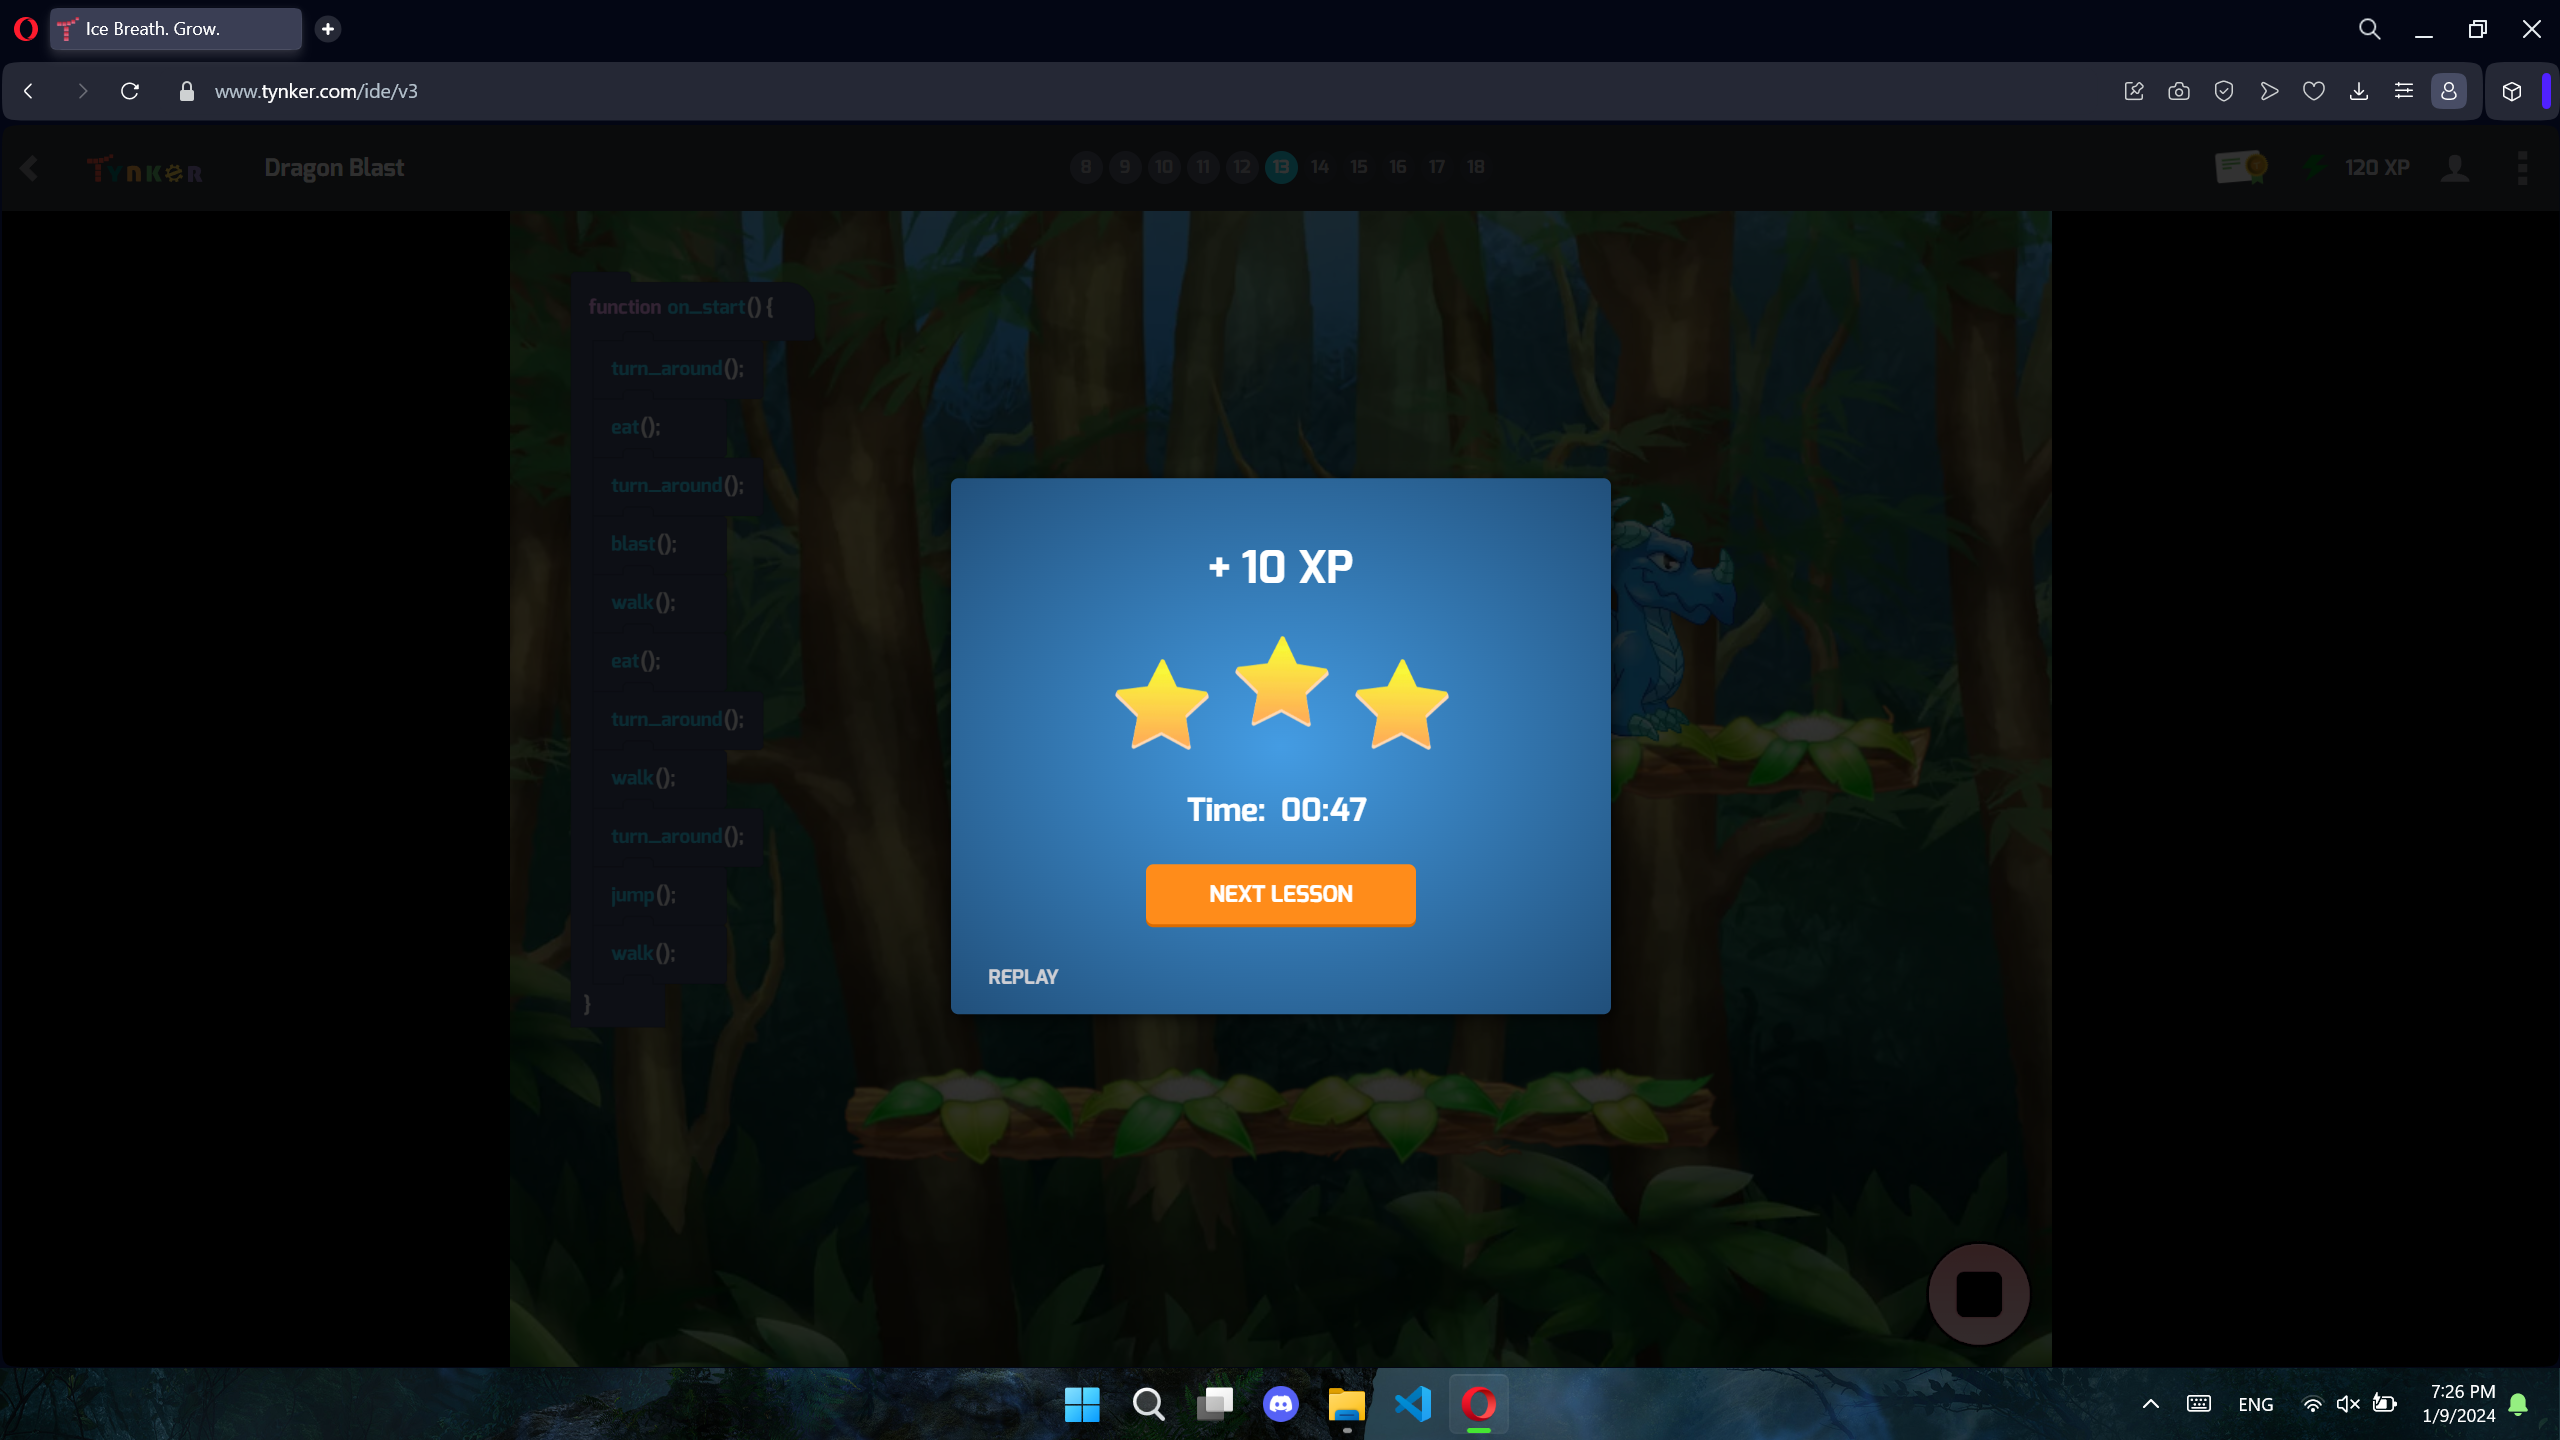 Ice Breath. Grow.
www.tynker.com/ide/v3
TYNKER
Dragon Blast
8 9 10 11 12 13 14 15 16 17 18
120 XP
function on_start() {
turn_around();
eat();
turn_around();
blast();
walk();
eat();
turn_around();
walk();
turn_around();
jump();
walk();
}
+ 10 XP
Time: 00:47
NEXT LESSON
REPLAY
ENG
7:26 PM
1/9/2024